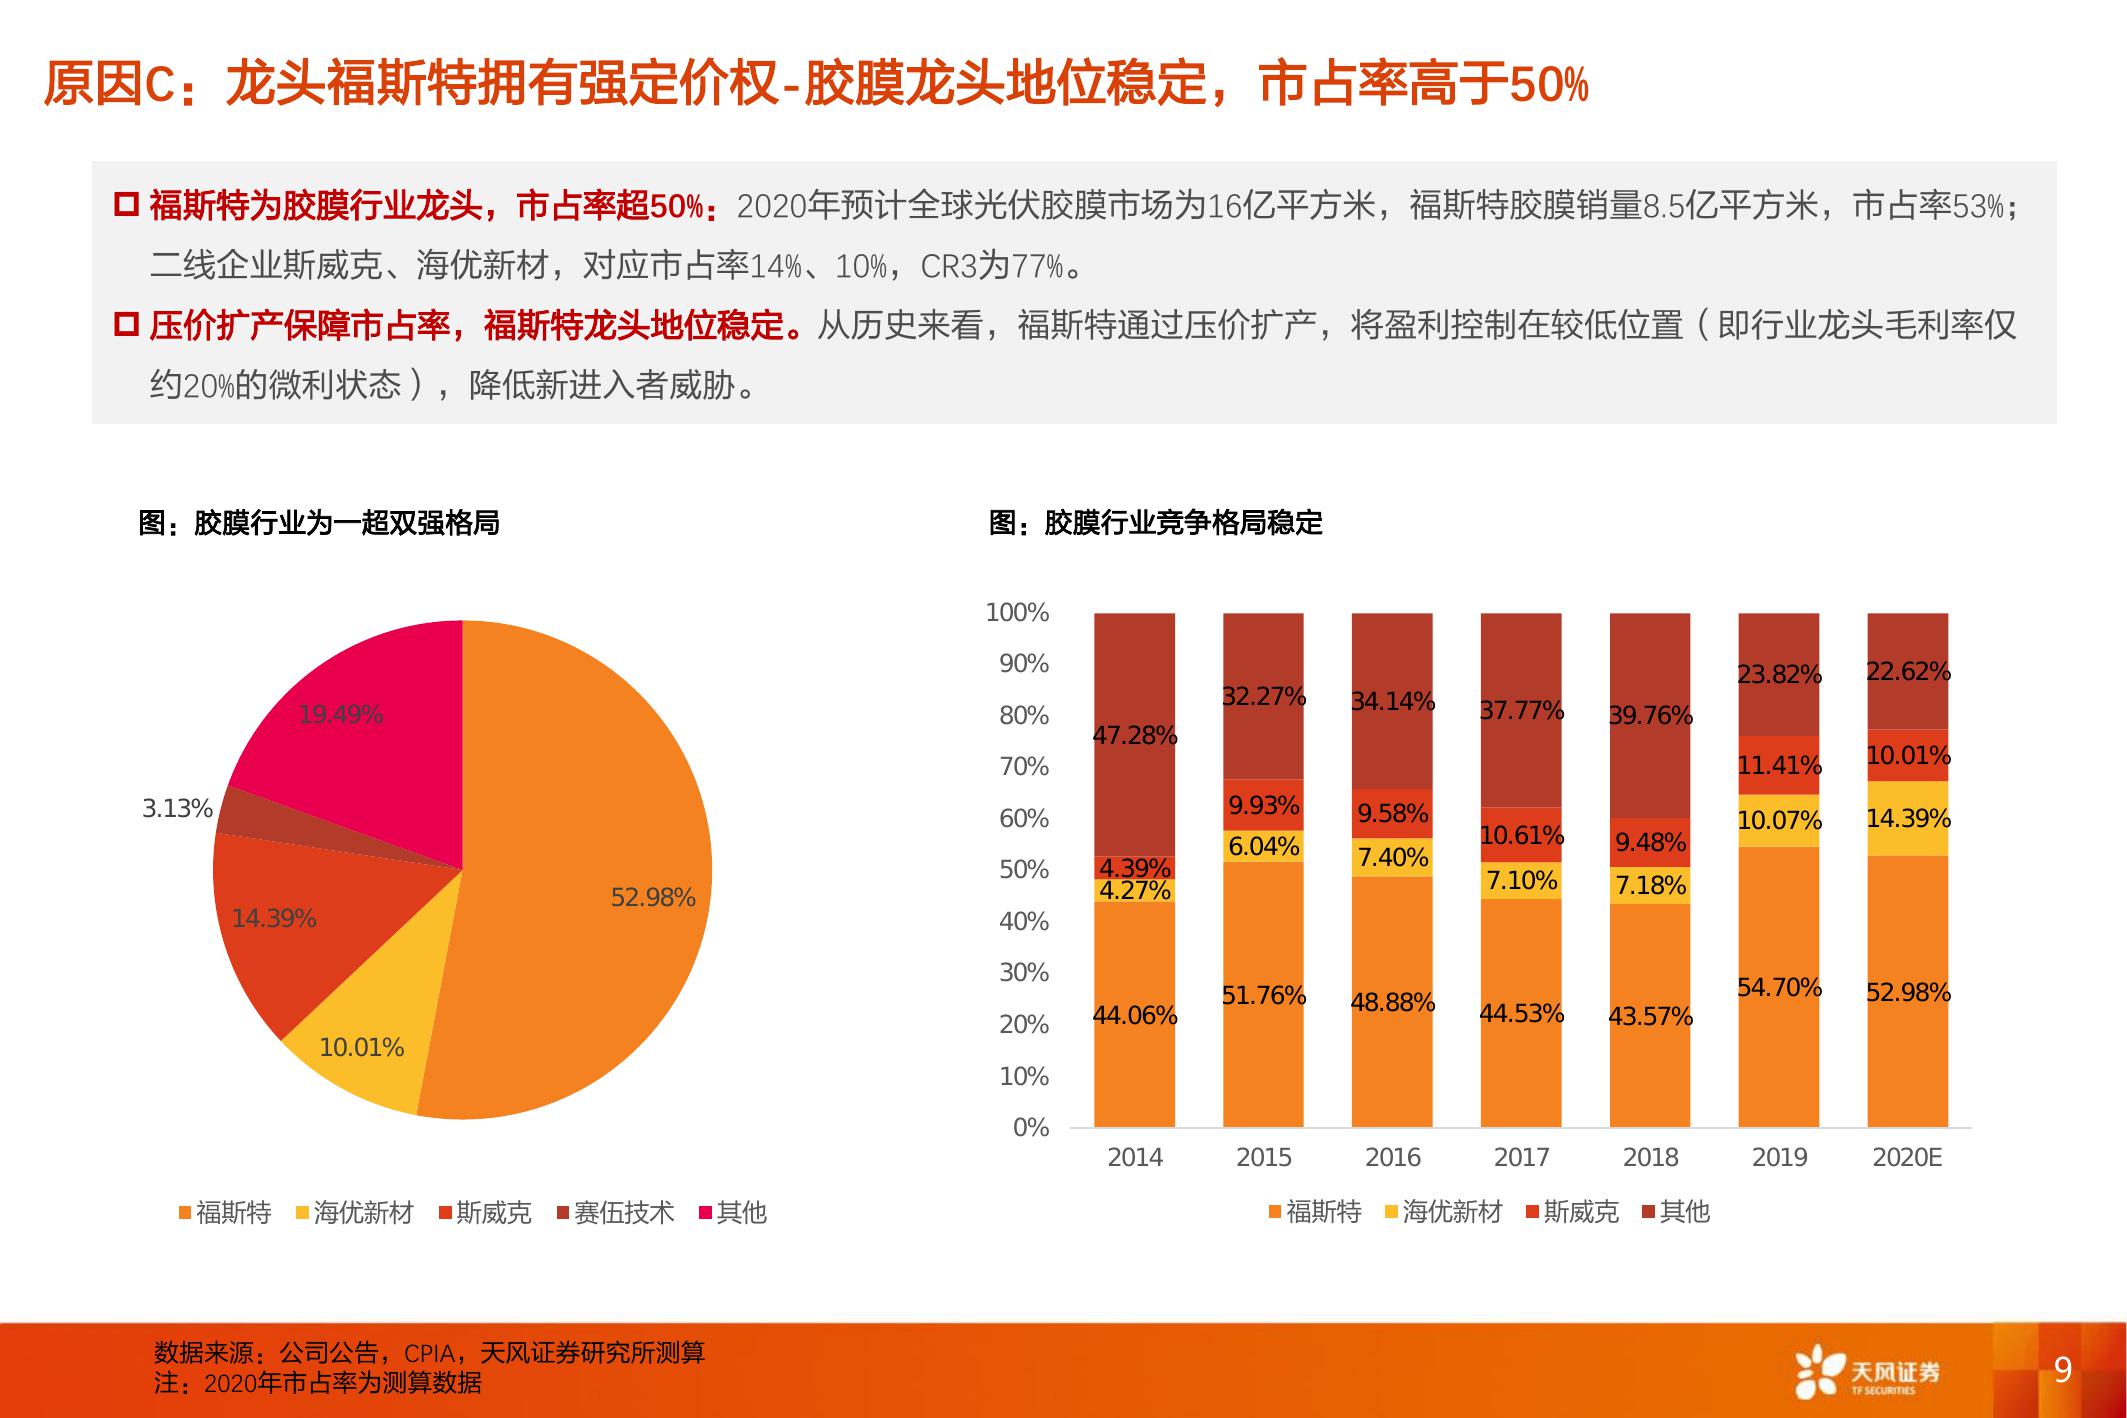 原因C：龙头福斯特拥有强定价权-胶膜龙头地位稳定，市占率高于50%
福斯特为胶膜行业龙头，市占率超50%：2020年预计全球光伏胶膜市场为16亿平方米，福斯特胶膜销量8.5亿平方米，市占率53%；
二线企业斯威克、海优新材，对应市占率14%、10%，CR3为77%。
压价扩产保障市占率，福斯特龙头地位稳定。从历史来看，福斯特通过压价扩产，将盈利控制在较低位置（即行业龙头毛利率仅
约20%的微利状态），降低新进入者威胁。
图：胶膜行业为一超双强格局
19.49%
3.13%
52.98%
14.39%
10.01%
福斯特 海优新材 斯威克 赛伍技术 其他
图：胶膜行业竞争格局稳定
100%
90%
80%
70%
60%
50%
40%
30%
20%
10%
0%
47.28% 32.27% 34.14% 37.77% 39.76% 23.82% 22.62%
4.39% 9.93% 9.58% 10.61% 9.48% 11.41% 10.01%
4.27% 6.04% 7.40% 7.10% 7.18% 10.07% 14.39%
44.06% 51.76% 48.88% 44.53% 43.57% 54.70% 52.98%
2014 2015 2016 2017 2018 2019 2020E
福斯特 海优新材 斯威克 其他
数据来源：公司公告，CPIA，天风证券研究所测算
注：2020年市占率为测算数据
天风证券
TF SECURITIES
9